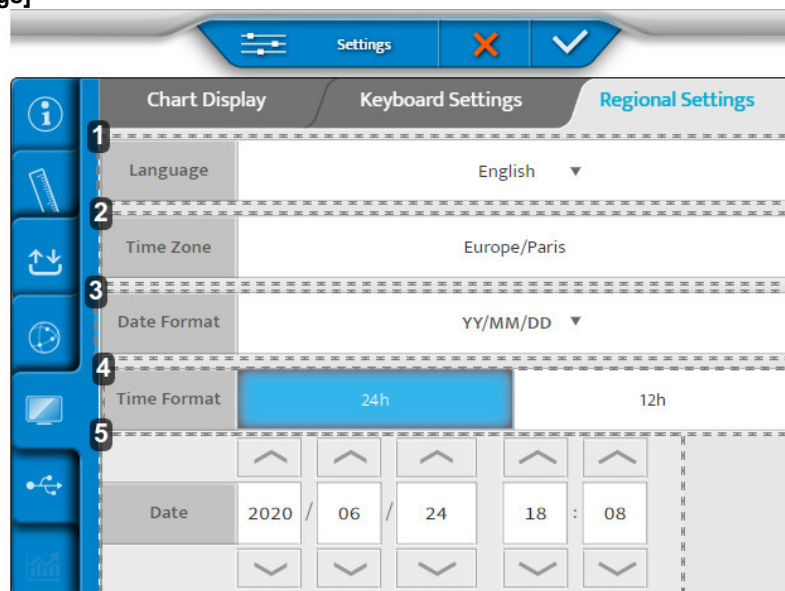 ge]
Settings
Chart Display Keyboard Settings Regional Settings
1
Language English
2
Time Zone Europe/Paris
3
Date Format YY/MM/DD
4
Time Format 24h 12h
5
Date 2020 / 06 / 24 18 : 08